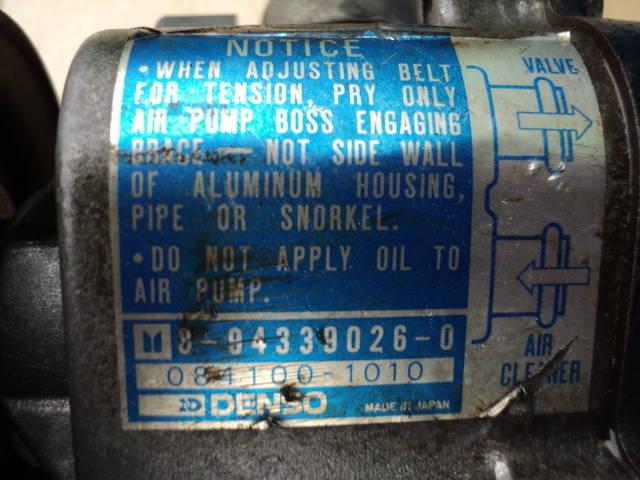 NOTICE
• WHEN ADJUSTING BELT
FOR TENSION, PRY ONLY
AIR PUMP BOSS ENGAGING
— NOT SIDE WALL
OF ALUMINUM HOUSING,
PIPE OR SNORKEL.
• DO NOT APPLY OIL TO
AIR PUMP.
8-94339026-0
081100-1010
ND DENSO MADE IN JAPAN
VALVE
AIR
CLEANER